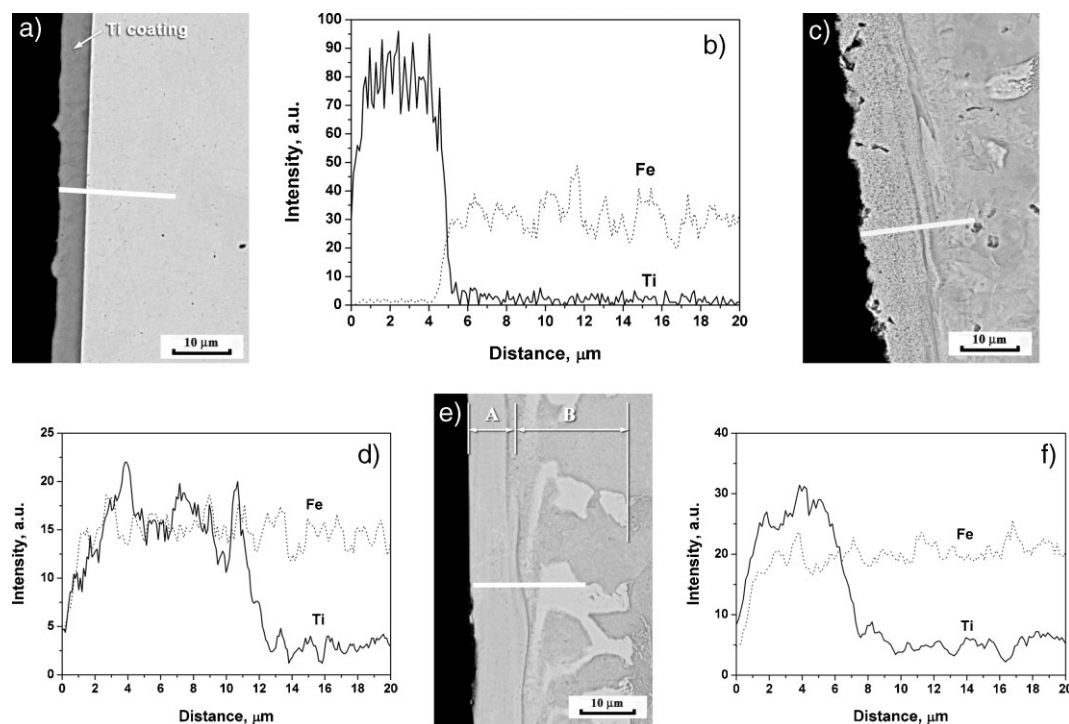 a)
Ti coating
10 µm
b)
100
90
80
70
60
50
40
30
20
10
0
Intensity, a.u.
Fe
Ti
0 2 4 6 8 10 12 14 16 18 20
Distance, µm
c)
10 µm
d)
25
20
15
10
5
0
Intensity, a.u.
Fe
Ti
0 2 4 6 8 10 12 14 16 18 20
Distance, µm
e)
A B
10 µm
f)
40
30
20
10
0
Intensity, a.u.
Fe
Ti
0 2 4 6 8 10 12 14 16 18 20
Distance, µm